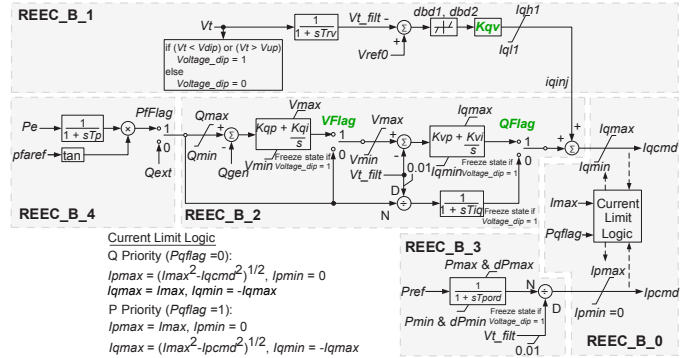 REEC_B_1
Vt
if (Vt < Vdip) or (Vt > Vup)
Voltage_dip = 1
else
Voltage_dip = 0
1
1 + sTrv
Vt_filt -
Σ
+
Vref0
dbd1, dbd2
Kqv
Iqh1
Iql1
iqinj
Pe
1
1 + sTp
×
pfaref
tan
PfFlag
1
0
Qext
REEC_B_4
Qmax
Qmin
+
Σ
-
Qgen
Vmax
Kqp + Kqi
s
Vmin
Freeze state if
Voltage_dip = 1
VFlag
1
0
Vmax
Vmin
+
Σ
-
Vt_filt
0.01
D
N
÷
Iqmax
Kvp + Kvi
s
Iqmin
Freeze state if
Voltage_dip = 1
QFlag
1
0
1
1 + sTiq
Freeze state if
Voltage_dip = 1
REEC_B_2
+
+
Σ
Iqmax
Iqmin
Iqcmd
Imax
Pqflag
Current
Limit
Logic
Ipmax
Ipmin =0
Ipcmd
REEC_B_0
REEC_B_3
Pmax & dPmax
Pref
1
1 + sTpord
Pmin & dPmin
Freeze state if
Voltage_dip = 1
N
÷
D
Vt_filt
0.01
Current Limit Logic
Q Priority (Pqflag =0):
Ipmax = (Imax²-Iqcmd²)^1/2, Ipmin = 0
Iqmax = Imax, Iqmin = -Iqmax
P Priority (Pqflag =1):
Ipmax = Imax, Ipmin = 0
Iqmax = (Imax²-Ipcmd²)^1/2, Iqmin = -Iqmax